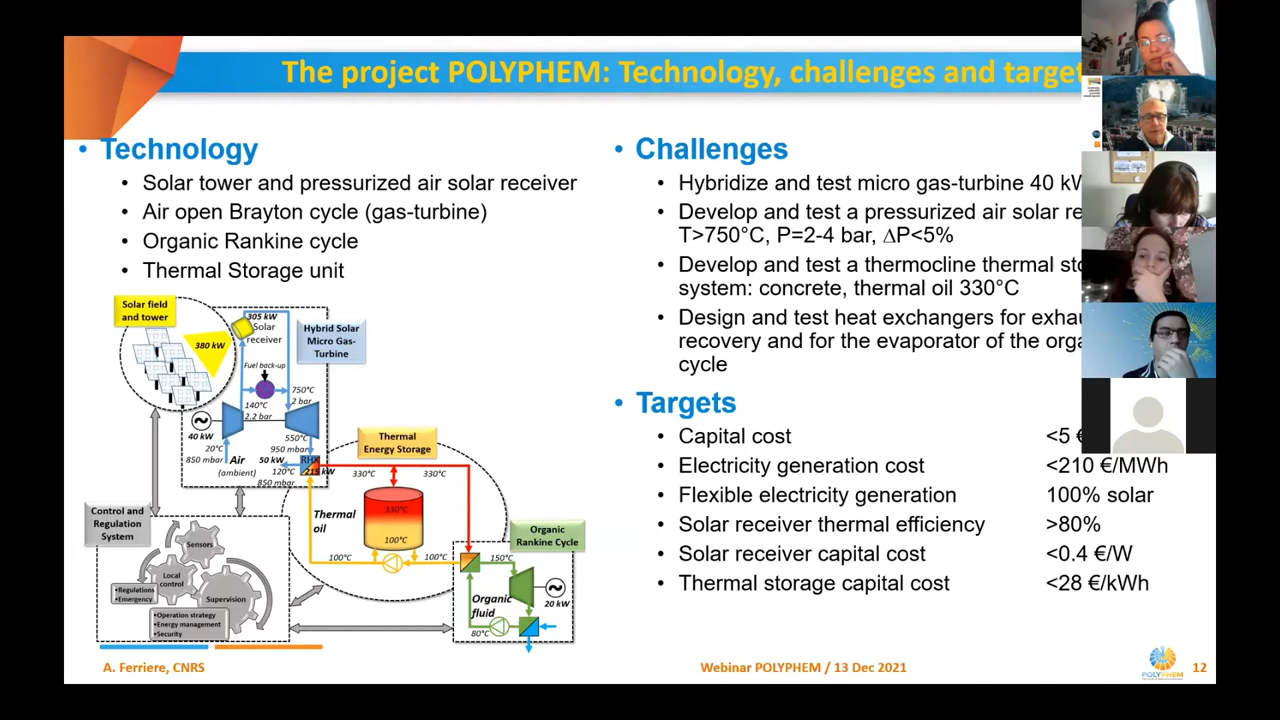 The project POLYPHEM: Technology, challenges and target
• Technology
• Solar tower and pressurized air solar receiver
• Air open Brayton cycle (gas-turbine)
• Organic Rankine cycle
• Thermal Storage unit
Solar field
and tower
380 kW
305 kW
Solar
receiver
Hybrid Solar
Micro Gas-
Turbine
Fuel back-up
140°C
2.2 bar
750°C
2 bar
40 kW
20°C
850 mbar
Air
(ambient)
550°C
950 mbar
50 kW
RHX
215 kW
120°C
850 mbar
Thermal
Energy Storage
330°C
330°C
330°C
100°C
Thermal
oil
100°C
100°C
Organic
Rankine Cycle
150°C
20 kW
Organic
fluid
80°C
Control and
Regulation
System
Sensors
Local
control
•Regulations
•Emergency
Supervision
•Operation strategy
•Energy management
•Security
• Challenges
• Hybridize and test micro gas-turbine 40
• Develop and test a pressurized air solar
T>750°C, P=2-4 bar, ∆P<5%
• Develop and test a thermocline thermal
system: concrete, thermal oil 330°C
• Design and test heat exchangers for
recovery and for the evaporator of the
cycle
• Targets
• Capital cost <5 €
• Electricity generation cost <210 €/MWh
• Flexible electricity generation 100% solar
• Solar receiver thermal efficiency >80%
• Solar receiver capital cost <0.4 €/W
• Thermal storage capital cost <28 €/kWh
A. Ferriere, CNRS
Webinar POLYPHEM / 13 Dec 2021
POLYPHEM
12